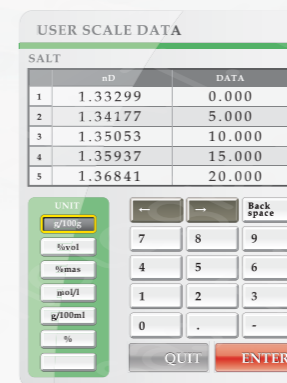 USER SCALE DATA
SALT
nD DATA
1 1.33299 0.000
2 1.34177 5.000
3 1.35053 10.000
4 1.35937 15.000
5 1.36841 20.000
UNIT ← → Back space
g/100g
7 8 9
%vol
%mas 4 5 6
mol/l 1 2 3
g/100ml
0 . -
%
QUIT ENTER